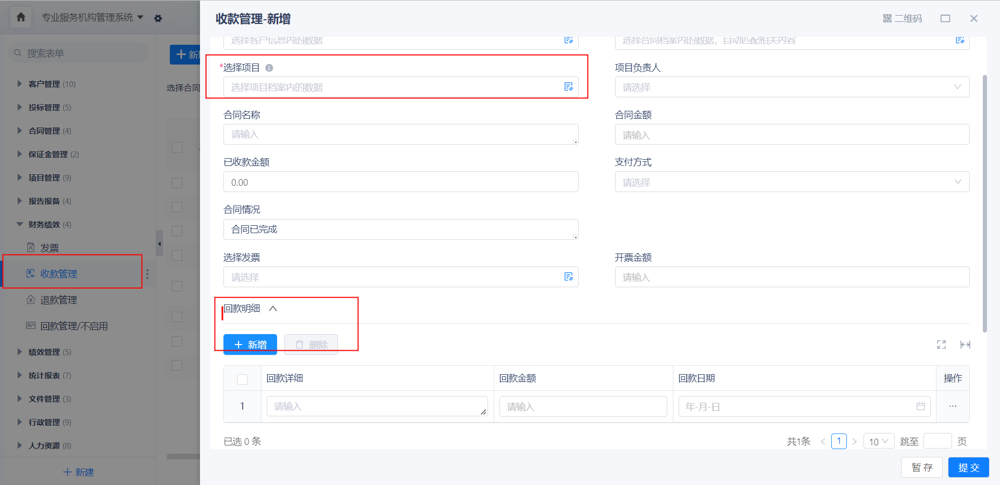 专业服务机构管理系统
搜索表单
客户管理 (10)
投标管理 (5)
合同管理 (4)
保证金管理 (2)
项目管理 (9)
报告报备 (4)
财务绩效 (4)
发票
收款管理
退款管理
回款管理/不启用
绩效管理 (5)
统计报表 (7)
文件管理 (3)
行政管理 (9)
人力资源 (8)
新建
新增
选择合同
收款管理-新增
二维码
选择客户信息内的数据
选择合同档案内的数据，自动匹配相关内容
*选择项目
选择项目档案内的数据
项目负责人
请选择
合同名称
请输入
合同金额
请输入
已收款金额
0.00
支付方式
请选择
合同情况
合同已完成
选择发票
请选择
开票金额
请输入
回款明细
新增 删除
回款详细 回款金额 回款日期 操作
1 请输入 请输入 年-月-日 ...
已选 0 条
共1条 < 1 > 10 跳至 页
暂存 提交